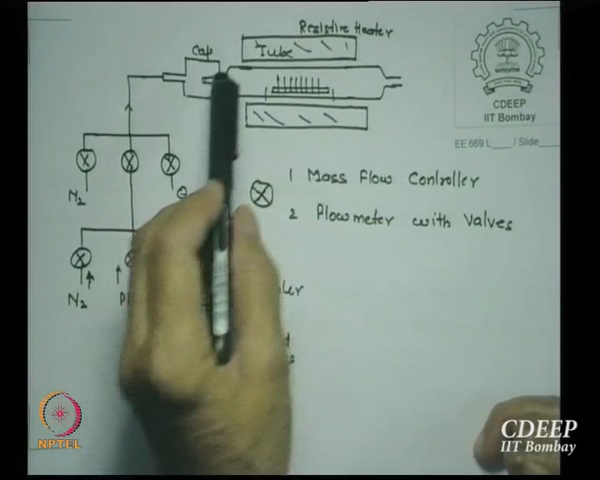 Resistive Heater
Cap
Tube
CDEEP
IIT Bombay
EE 669 L___ / Slide
N2
1 Mass Flow Controller
2 Flowmeter with Valves
N2
NPTEL
CDEEP
IIT Bombay